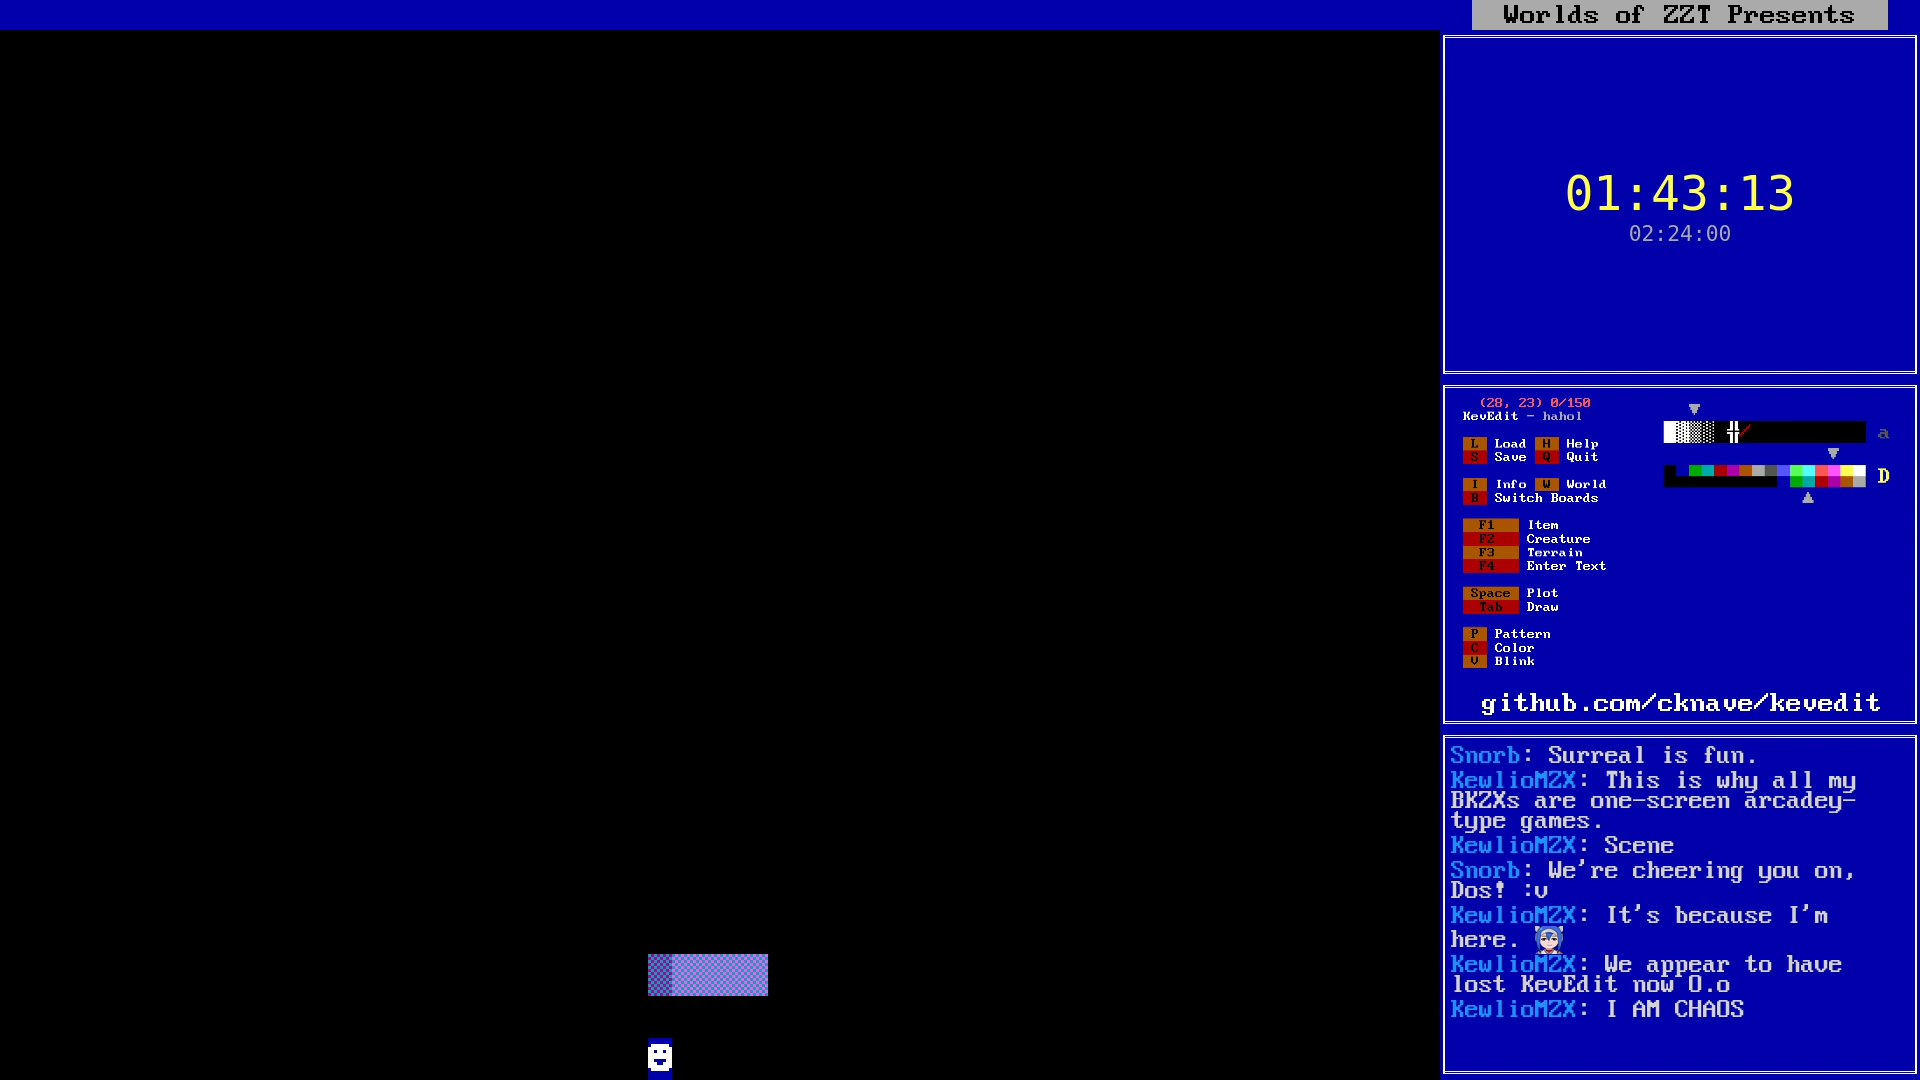 Worlds of ZZT Presents
01:43:13
02:24:00
(28, 23) 0/150
KevEdit - hahol
L Load H Help
S Save Q Quit
I Info W World
B Switch Boards
F1 Item
F2 Creature
F3 Terrain
F4 Enter Text
Space Plot
Tab Draw
P Pattern
C Color
V Blink
a
D
github.com/cknave/kevedit
Snorb: Surreal is fun.
KewlioMZX: This is why all my
BKZXs are one-screen arcadey-
type games.
KewlioMZX: Scene
Snorb: We're cheering you on,
Dos! :v
KewlioMZX: It's because I'm
here.
KewlioMZX: We appear to have
lost KevEdit now O.o
KewlioMZX: I AM CHAOS